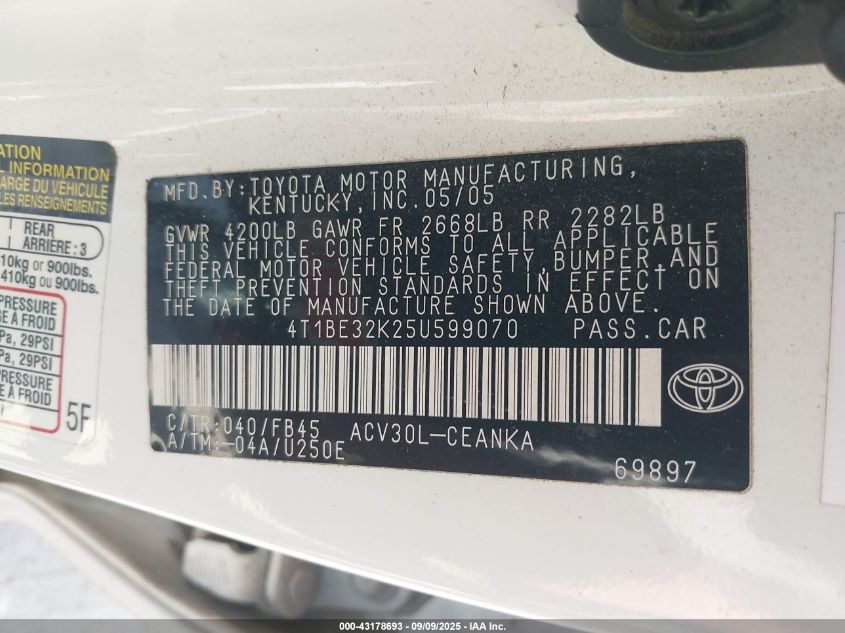 ATION
L INFORMATION
HARGE DU VÉHICULE
LES RENSEIGNEMENTS
REAR
ARRIÈRE : 3
10kg or 900lbs.
410kg ou 900lbs.
PRESSURE
E À FROID
Pa, 29PSI
Pa, 29PSI
PRESSURE
À FROID
5F
MFD. BY: TOYOTA MOTOR MANUFACTURING,
KENTUCKY, INC. 05/05
GVWR 4200LB GAWR FR 2668LB RR 2282LB
THIS VEHICLE CONFORMS TO ALL APPLICABLE
FEDERAL MOTOR VEHICLE SAFETY, BUMPER, AND
THEFT PREVENTION STANDARDS IN EFFECT ON
THE DATE OF MANUFACTURE SHOWN ABOVE.
4T1BE32K25U599070 PASS.CAR
C/TR: 040/FB45 ACV30L-CEANKA
A/TM: -04A/U250E
69897
000-43178693 - 09/09/2025 - IAA Inc.